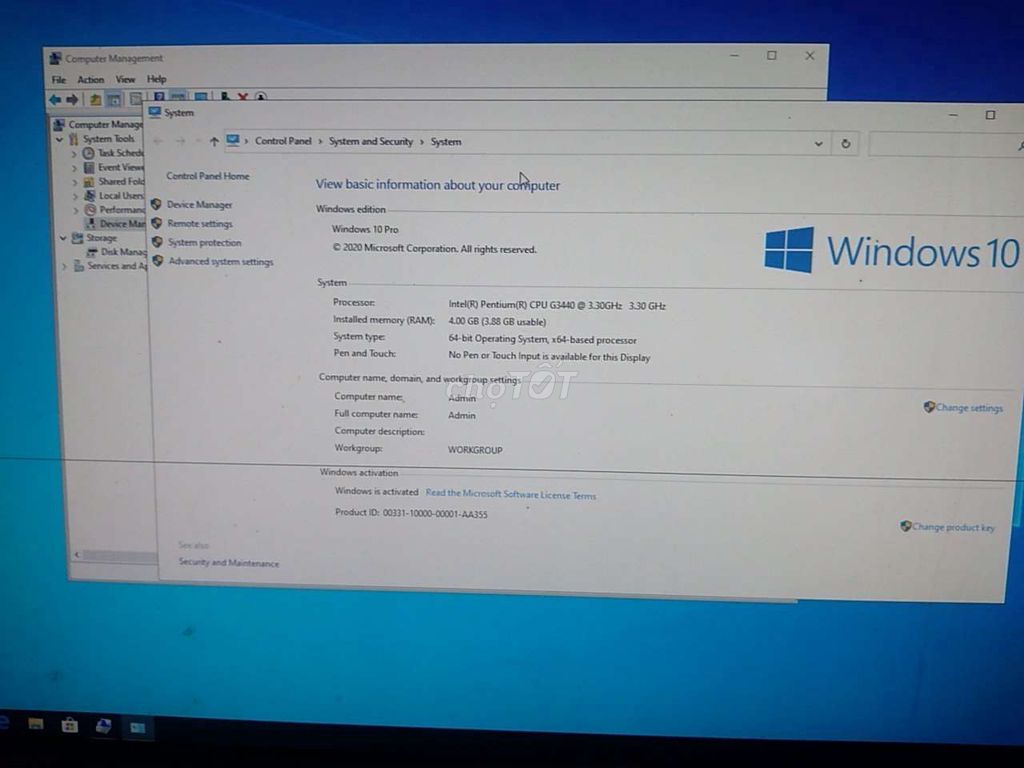 Computer Management
File Action View Help
System
Computer Manage
System Tools
Task Schedu
Event Viewe
Shared Fold
Local Users
Performanc
Device Man
Storage
Disk Manag
Services and Ap
Control Panel › System and Security › System
Control Panel Home
Device Manager
Remote settings
System protection
Advanced system settings
View basic information about your computer
Windows edition
Windows 10 Pro
© 2020 Microsoft Corporation. All rights reserved.
Windows 10
System
Processor: Intel(R) Pentium(R) CPU G3440 @ 3.30GHz 3.30 GHz
Installed memory (RAM): 4.00 GB (3.88 GB usable)
System type: 64-bit Operating System, x64-based processor
Pen and Touch: No Pen or Touch Input is available for this Display
Computer name, domain, and workgroup settings
Computer name: Admin
Full computer name: Admin
Computer description:
Workgroup: WORKGROUP
Change settings
chợTỐT
Windows activation
Windows is activated Read the Microsoft Software License Terms
Product ID: 00331-10000-00001-AA355
Change product key
See also
Security and Maintenance